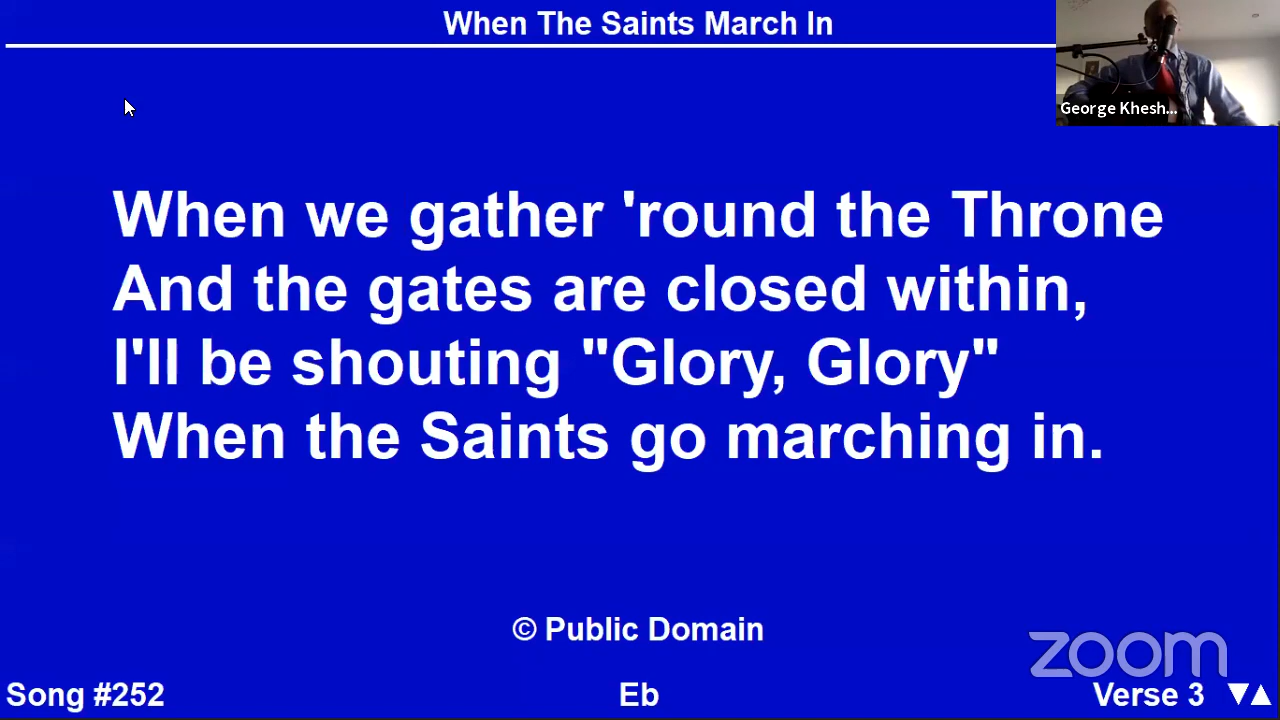 When The Saints March In
George Khesh...
When we gather 'round the Throne
And the gates are closed within,
I'll be shouting "Glory, Glory"
When the Saints go marching in.
© Public Domain
zoom
Song #252
Eb
Verse 3 ▼▲